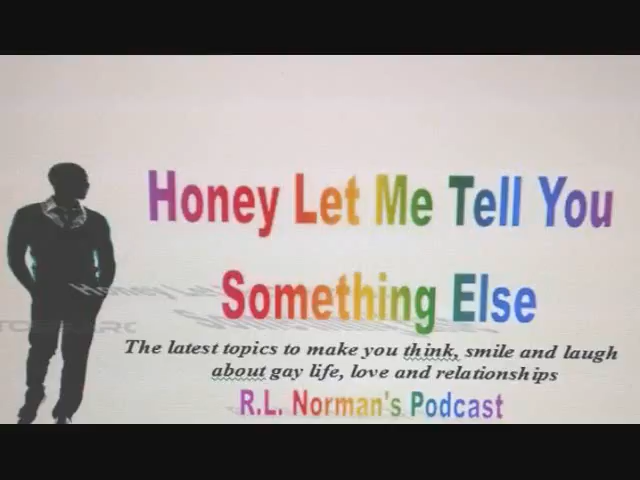 Honey Let Me Tell You
Something Else
The latest topics to make you think, smile and laugh
about gay life, love and relationships
R.L. Norman's Podcast